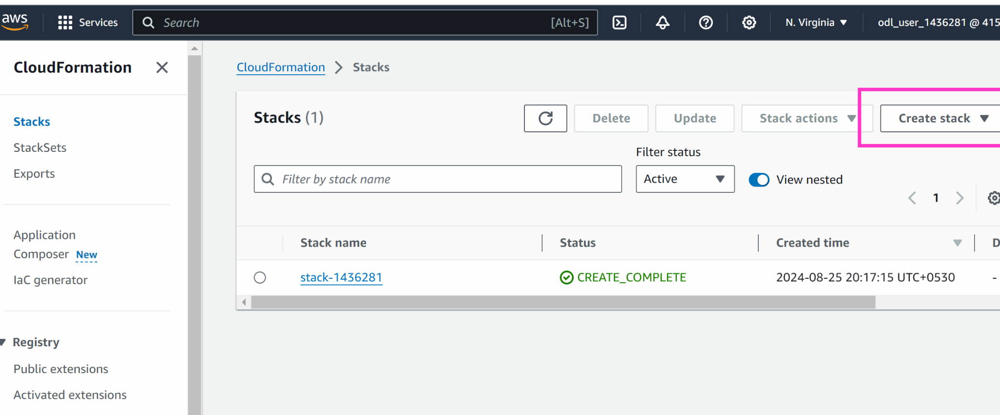 aws
Services
Search
[Alt+S]
N. Virginia
odl_user_1436281 @ 415
CloudFormation
Stacks
StackSets
Exports
Application
Composer New
IaC generator
Registry
Public extensions
Activated extensions
CloudFormation
Stacks
Stacks (1)
Delete
Update
Stack actions
Create stack
Filter status
Filter by stack name
Active
View nested
1
Stack name
Status
Created time
D
stack-1436281
CREATE_COMPLETE
2024-08-25 20:17:15 UTC+0530
-